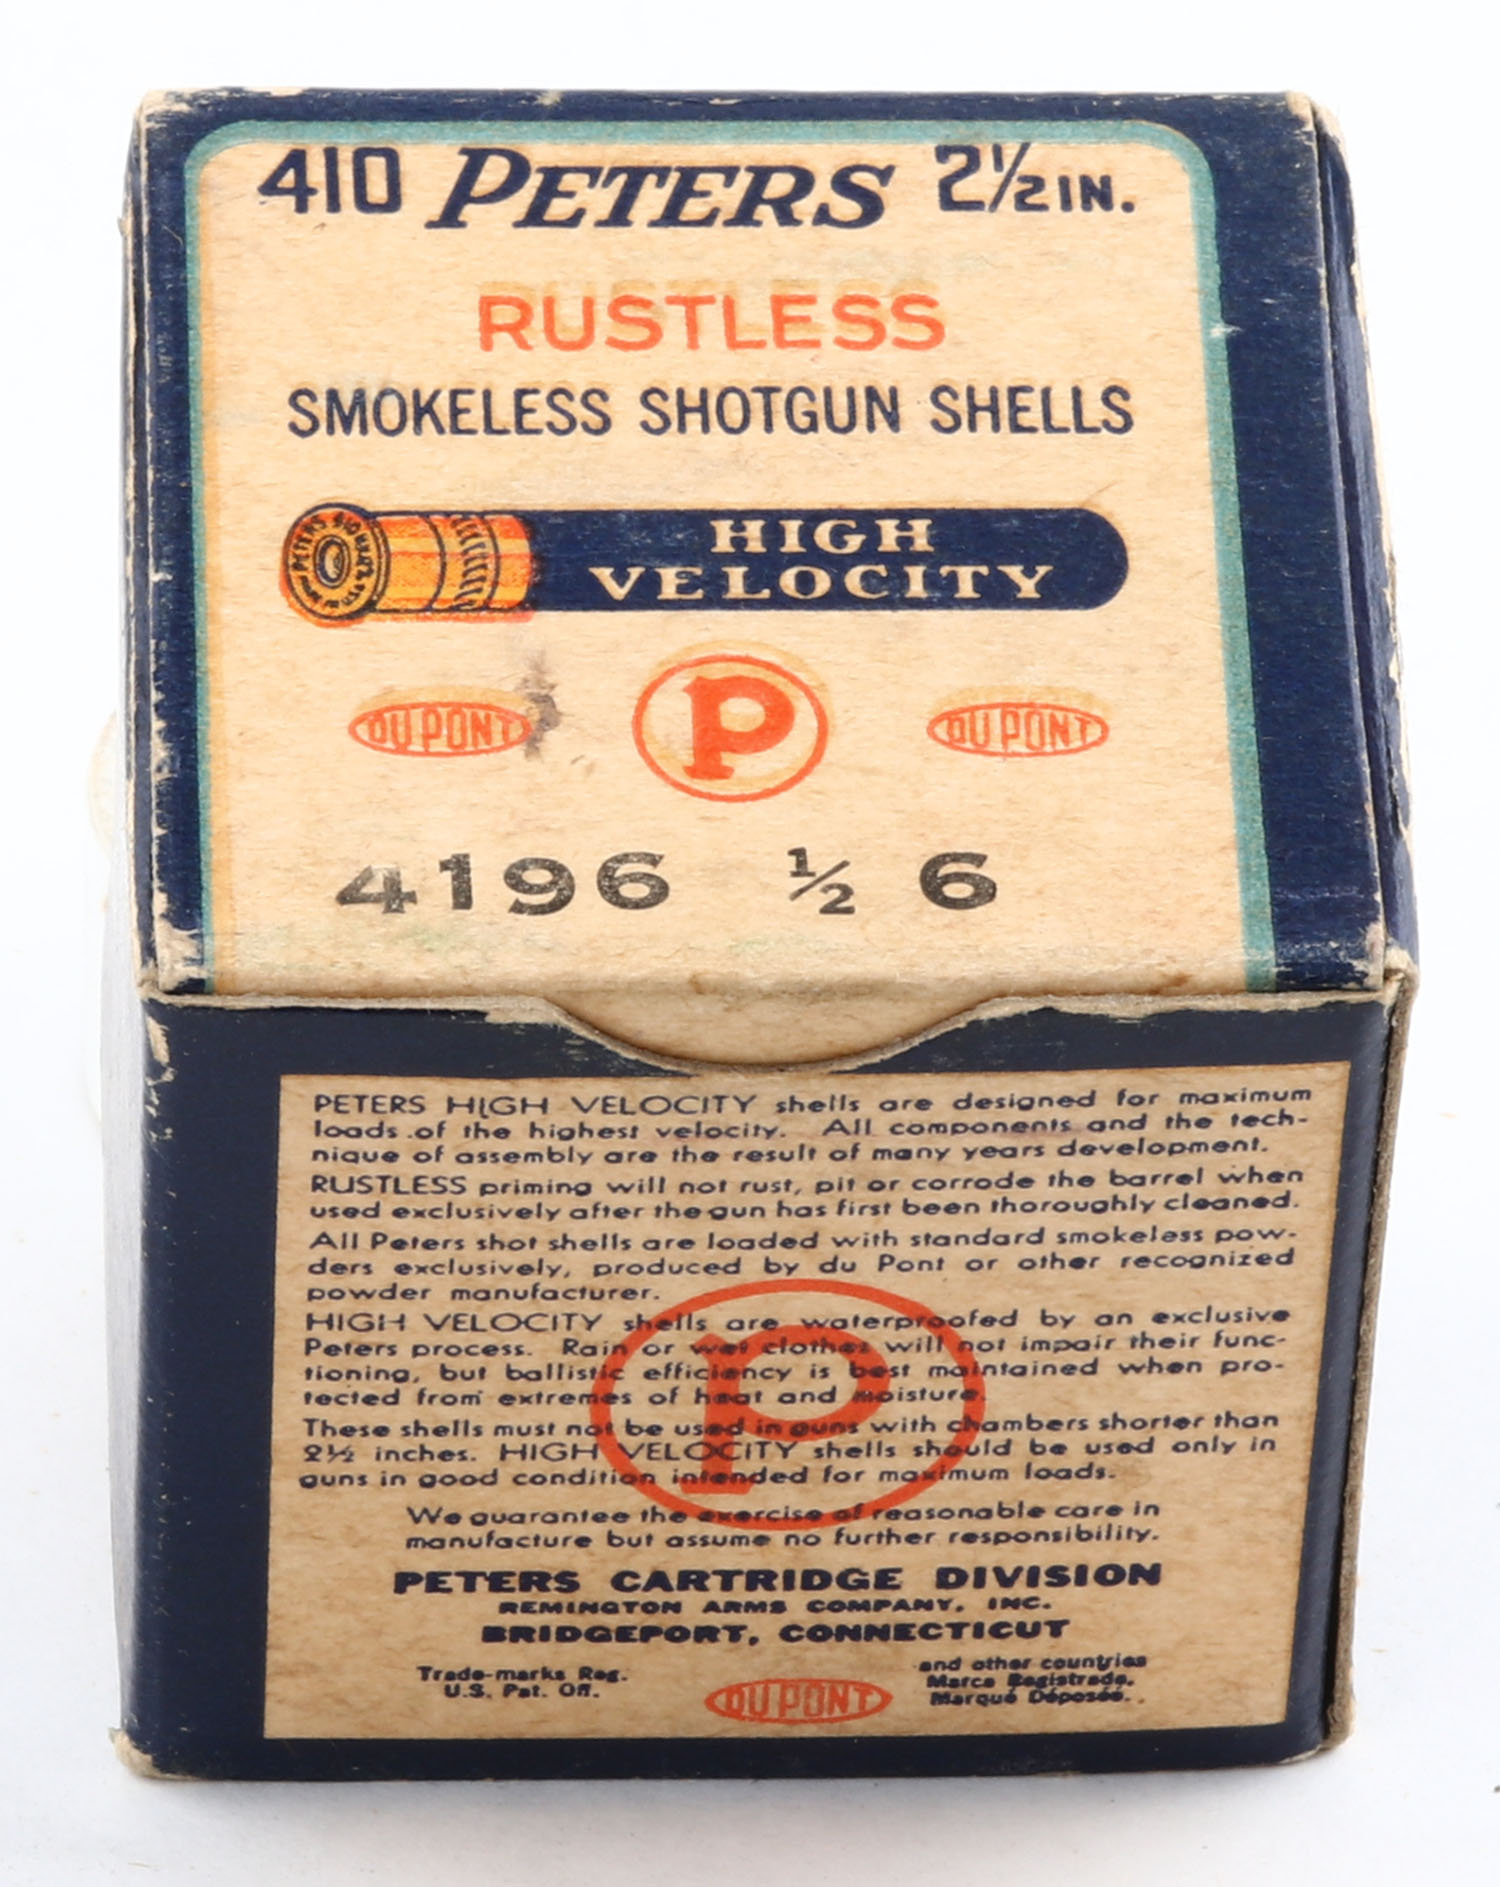 410 PETERS 2½ IN.
RUSTLESS
SMOKELESS SHOTGUN SHELLS
PETERS 410
HIGH
VELOCITY
DU PONT P DU PONT
4196 ½ 6
PETERS HIGH VELOCITY shells are designed for maximum
loads of the highest velocity. All components and the tech-
nique of assembly are the result of many years development.
RUSTLESS priming will not rust, pit or corrode the barrel when
used exclusively after the gun has first been thoroughly cleaned.
All Peters shot shells are loaded with standard smokeless pow-
ders exclusively, produced by du Pont or other recognized
powder manufacturer.
HIGH VELOCITY shells are waterproofed by an exclusive
Peters process. Rain or wet clothes will not impair their func-
tioning, but ballistic efficiency is best maintained when pro-
tected from extremes of heat and moisture.
These shells must not be used in guns with chambers shorter than
2½ inches. HIGH VELOCITY shells should be used only in
guns in good condition intended for maximum loads.
P
We guarantee the exercise of reasonable care in
manufacture but assume no further responsibility.
PETERS CARTRIDGE DIVISION
REMINGTON ARMS COMPANY, INC.
BRIDGEPORT, CONNECTICUT
Trade-marks Reg.
U.S. Pat. Off.
DU PONT
and other countries
Marca Registrada.
Marqué Déposée.